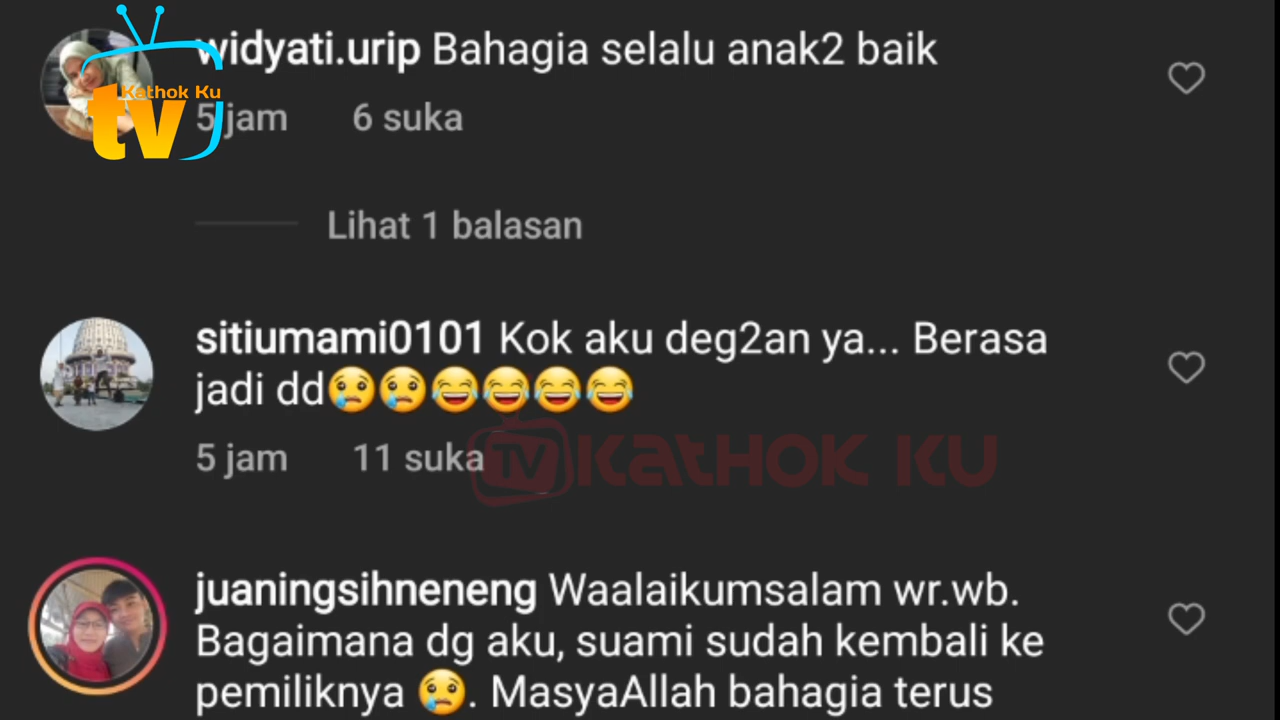 widyati.urip Bahagia selalu anak2 baik
Kathok Ku
tv
5 jam 6 suka
Lihat 1 balasan
sitiumami0101 Kok aku deg2an ya... Berasa
jadi dd😢😢😂😂😂😂
5 jam 11 suka
TV KATHOK KU
juaningsihneneng Waalaikumsalam wr.wb.
Bagaimana dg aku, suami sudah kembali ke
pemiliknya 😢. MasyaAllah bahagia terus